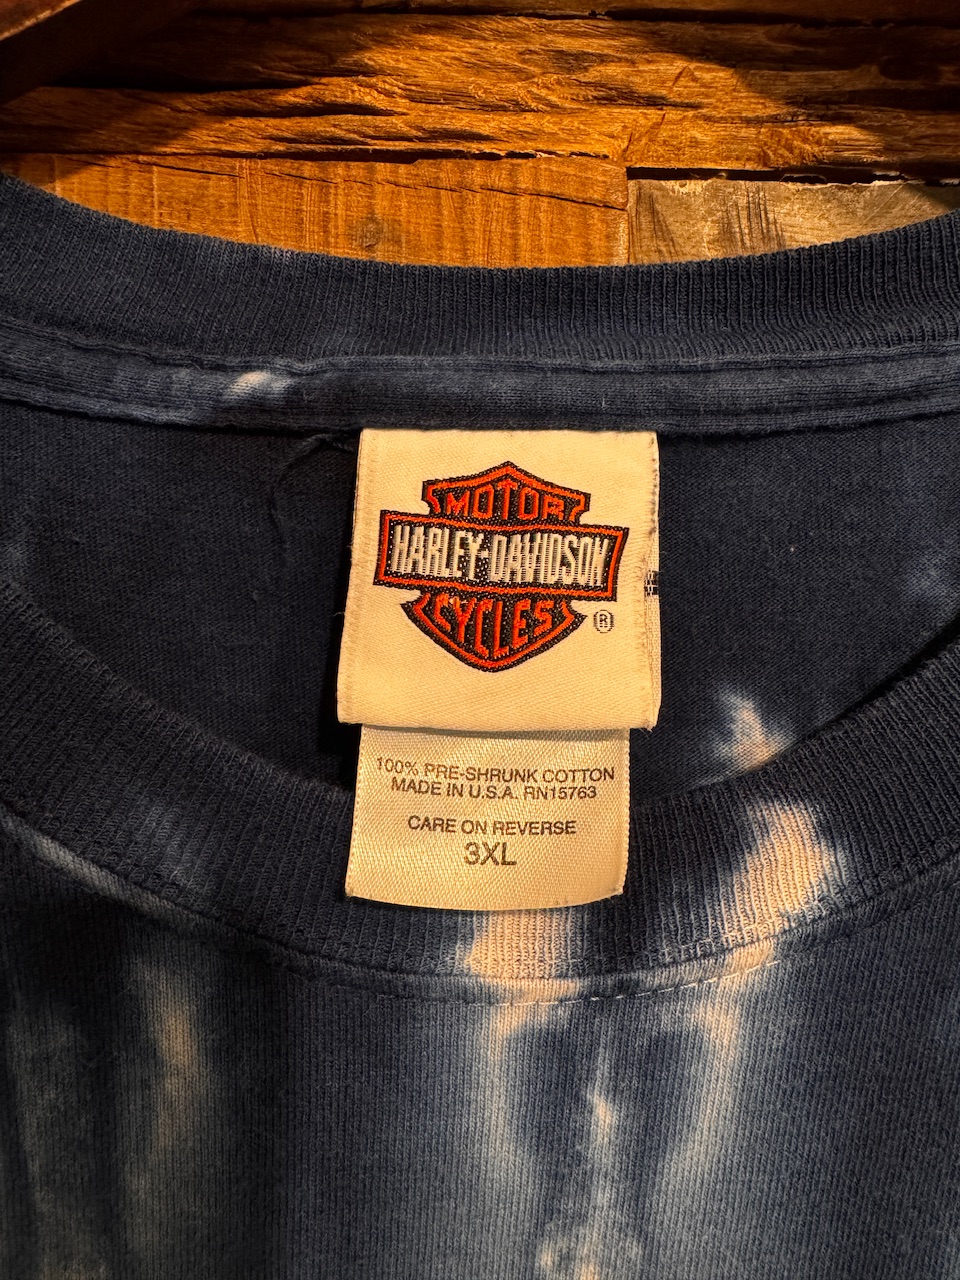 MOTOR
HARLEY-DAVIDSON
CYCLES
®
100% PRE-SHRUNK COTTON
MADE IN U.S.A. RN15763
CARE ON REVERSE
3XL